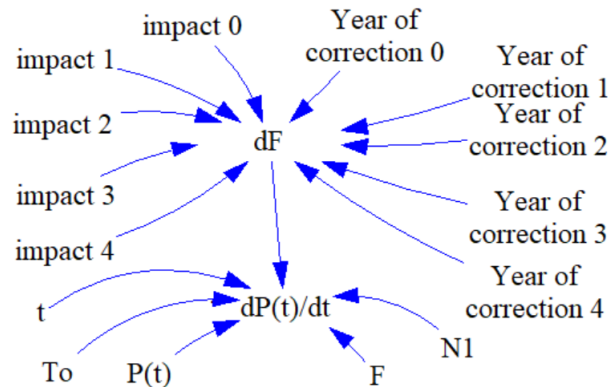 impact 0
Year of
correction 0
impact 1
Year of
correction 1
impact 2
Year of
correction 2
dF
impact 3
Year of
correction 3
impact 4
Year of
correction 4
t
dP(t)/dt
To
P(t)
F
N1